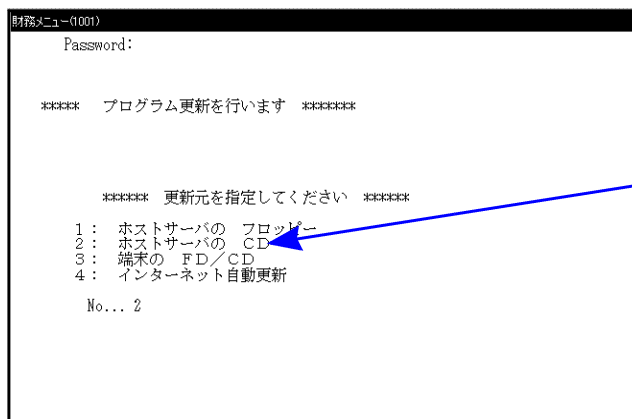 財務メニュー(1001)
Password:
***** プログラム更新を行います *******
****** 更新元を指定してください ******
1: ホストサーバの フロッピー
2: ホストサーバの CD
3: 端末の FD/CD
4: インターネット自動更新
No... 2